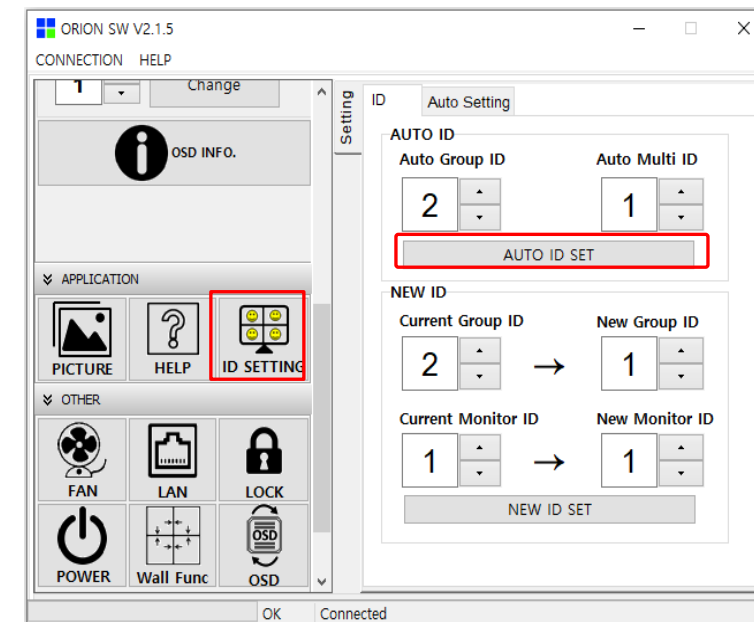 ORION SW V2.1.5
CONNECTION HELP
1 Change
OSD INFO.
APPLICATION
PICTURE HELP ID SETTING
OTHER
FAN LAN LOCK
OSD
POWER Wall Func OSD
Setting
ID Auto Setting
AUTO ID
Auto Group ID Auto Multi ID
2 1
AUTO ID SET
NEW ID
Current Group ID New Group ID
2 → 1
Current Monitor ID New Monitor ID
1 → 1
NEW ID SET
OK Connected